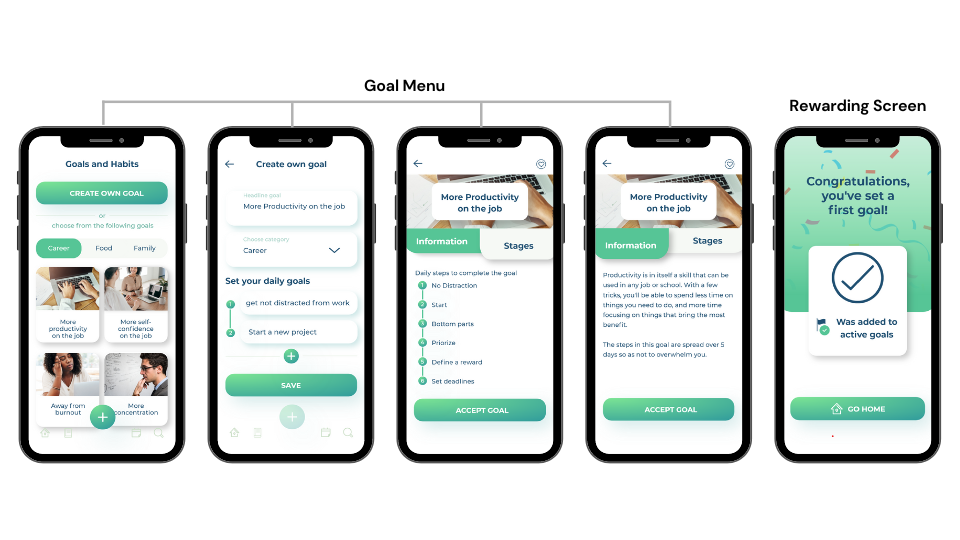 Goal Menu
Rewarding Screen
Goals and Habits
CREATE OWN GOAL
or
choose from the following goals
Career
Food
Family
More
productivity
on the job
More self-
confidence
on the job
Away from
burnout
More
concentration
+
Create own goal
deadline goal
More Productivity on the job
Choose category
Career
Set your daily goals
1 get not distracted from work
2 Start a new project
+
SAVE
+
More Productivity
on the job
Information
Stages
Daily steps to complete the goal
1 No Distraction
2 Start
3 Bottom parts
4 Priorize
5 Define a reward
6 Set deadlines
ACCEPT GOAL
More Productivity
on the job
Information
Stages
Productivity is in itself a skill that can be
used in any job or school. With a few
tricks, you'll be able to spend less time on
things you need to do, and more time
focusing on things that bring the most
benefit.
The steps in this goal are spread over 5
days so as not to overwhelm you.
ACCEPT GOAL
Congratulations,
you've set a
first goal!
Was added to
active goals
GO HOME